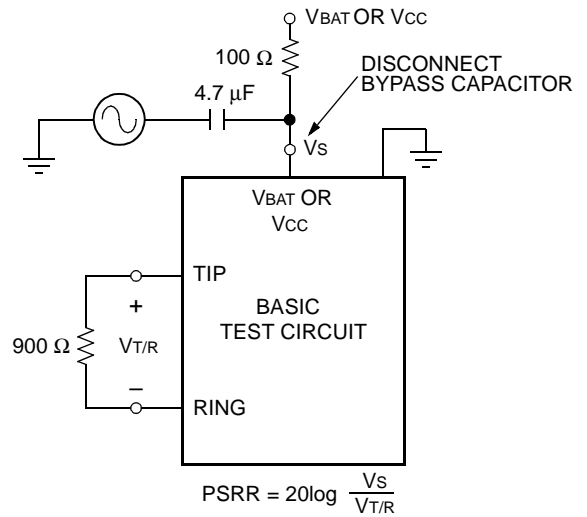 VBAT OR VCC
100 Ω
DISCONNECT
BYPASS CAPACITOR
4.7 µF
VS
VBAT OR
VCC
TIP
+
BASIC
TEST CIRCUIT
900 Ω
VT/R
–
RING
PSRR = 20log VS
VT/R